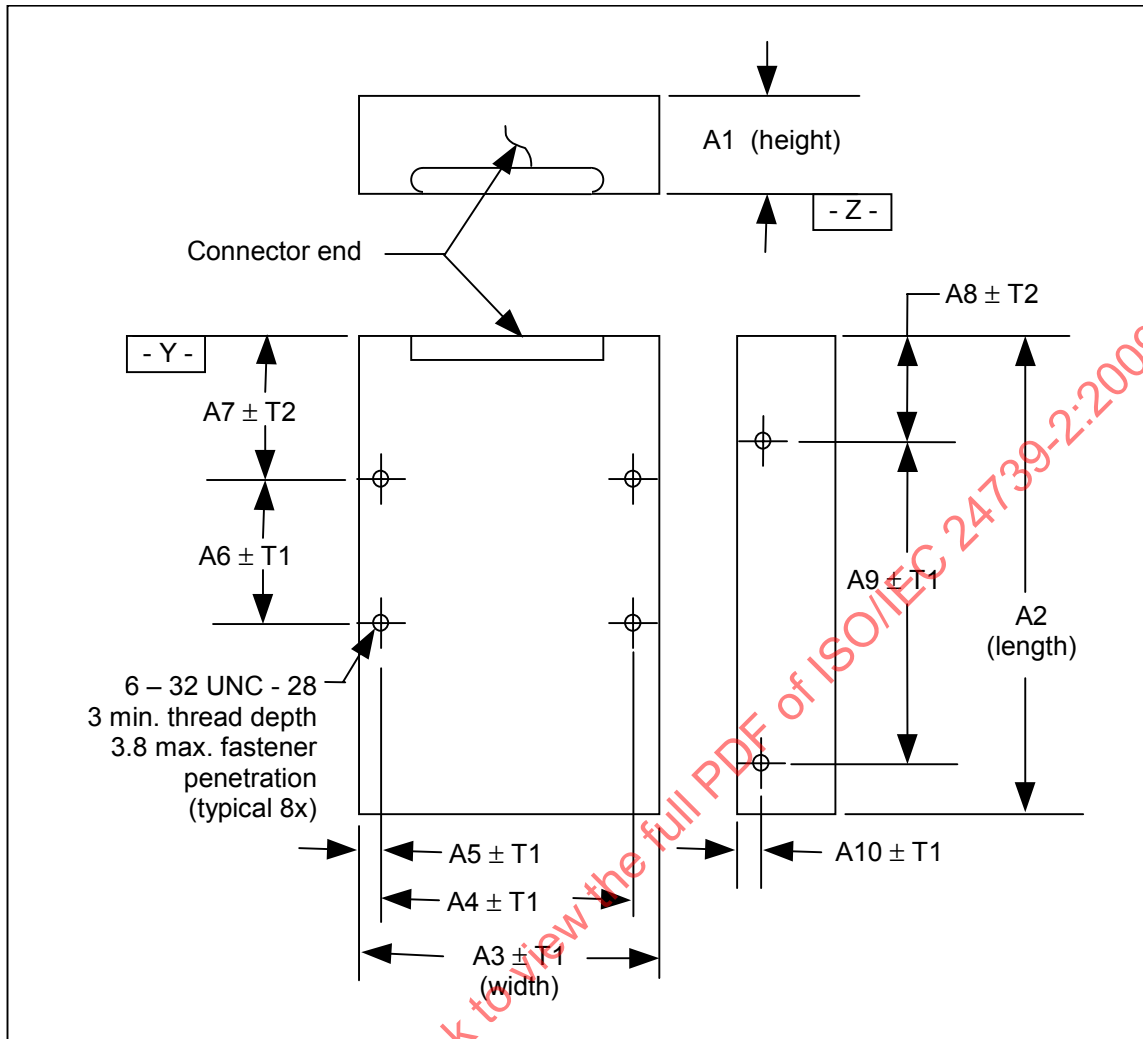 A1 (height)
- Z -
Connector end
A8 ± T2
- Y -
A7 ± T2
A6 ± T1
A9 ± T1
A2
(length)
6 – 32 UNC - 28
3 min. thread depth
3.8 max. fastener
penetration
(typical 8x)
A5 ± T1
A10 ± T1
A4 ± T1
A3 ± T1
(width)
k to view the full PDF of ISO/IEC 24739-2:2009